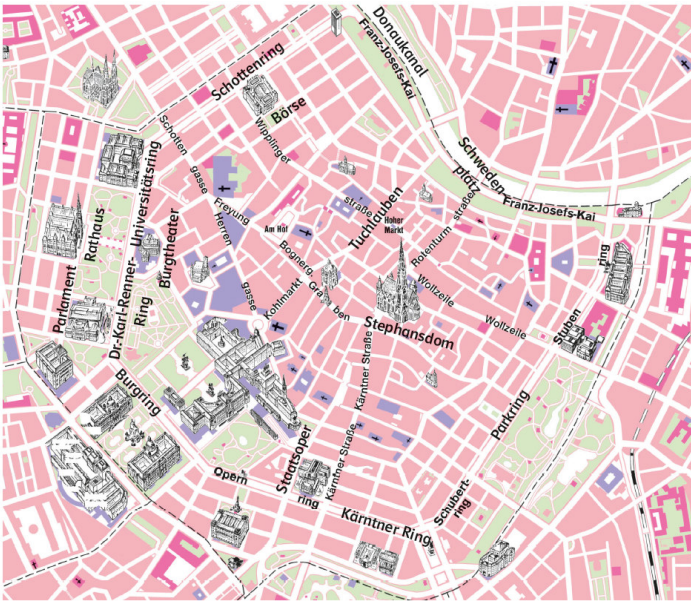 Donaukanal
Franz-Josefs-Kai
Schottenring
Börse
Schotten
gasse
Wipplinger
straße
Schweden
platz
Franz-Josefs-Kai
Universitätsring
Freyung
Am Hof
Tuchlauben
Hoher
Markt
Rotenturm straße
Rathaus
Burgtheater
Herren
gasse
Bognerg.
Kohlmarkt
Gra ben
Wollzeile
Wollzeile
Stephansdom
Stuben
ring
Parlament
Dr.-Karl-Renner-
Ring
Burgring
Kärntner Straße
Kärntner Straße
Parkring
Staatsoper
Opern
ring
Kärntner Ring
Schubert-
ring